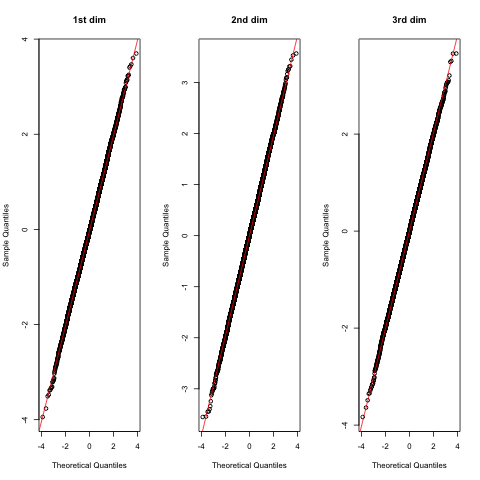 1st dim
2nd dim
3rd dim
Sample Quantiles
4
2
0
-2
-4
-4 -2 0 2 4
Theoretical Quantiles
Sample Quantiles
3
2
1
0
-1
-2
-3
-4 -2 0 2 4
Theoretical Quantiles
Sample Quantiles
2
0
-2
-4
-4 -2 0 2 4
Theoretical Quantiles